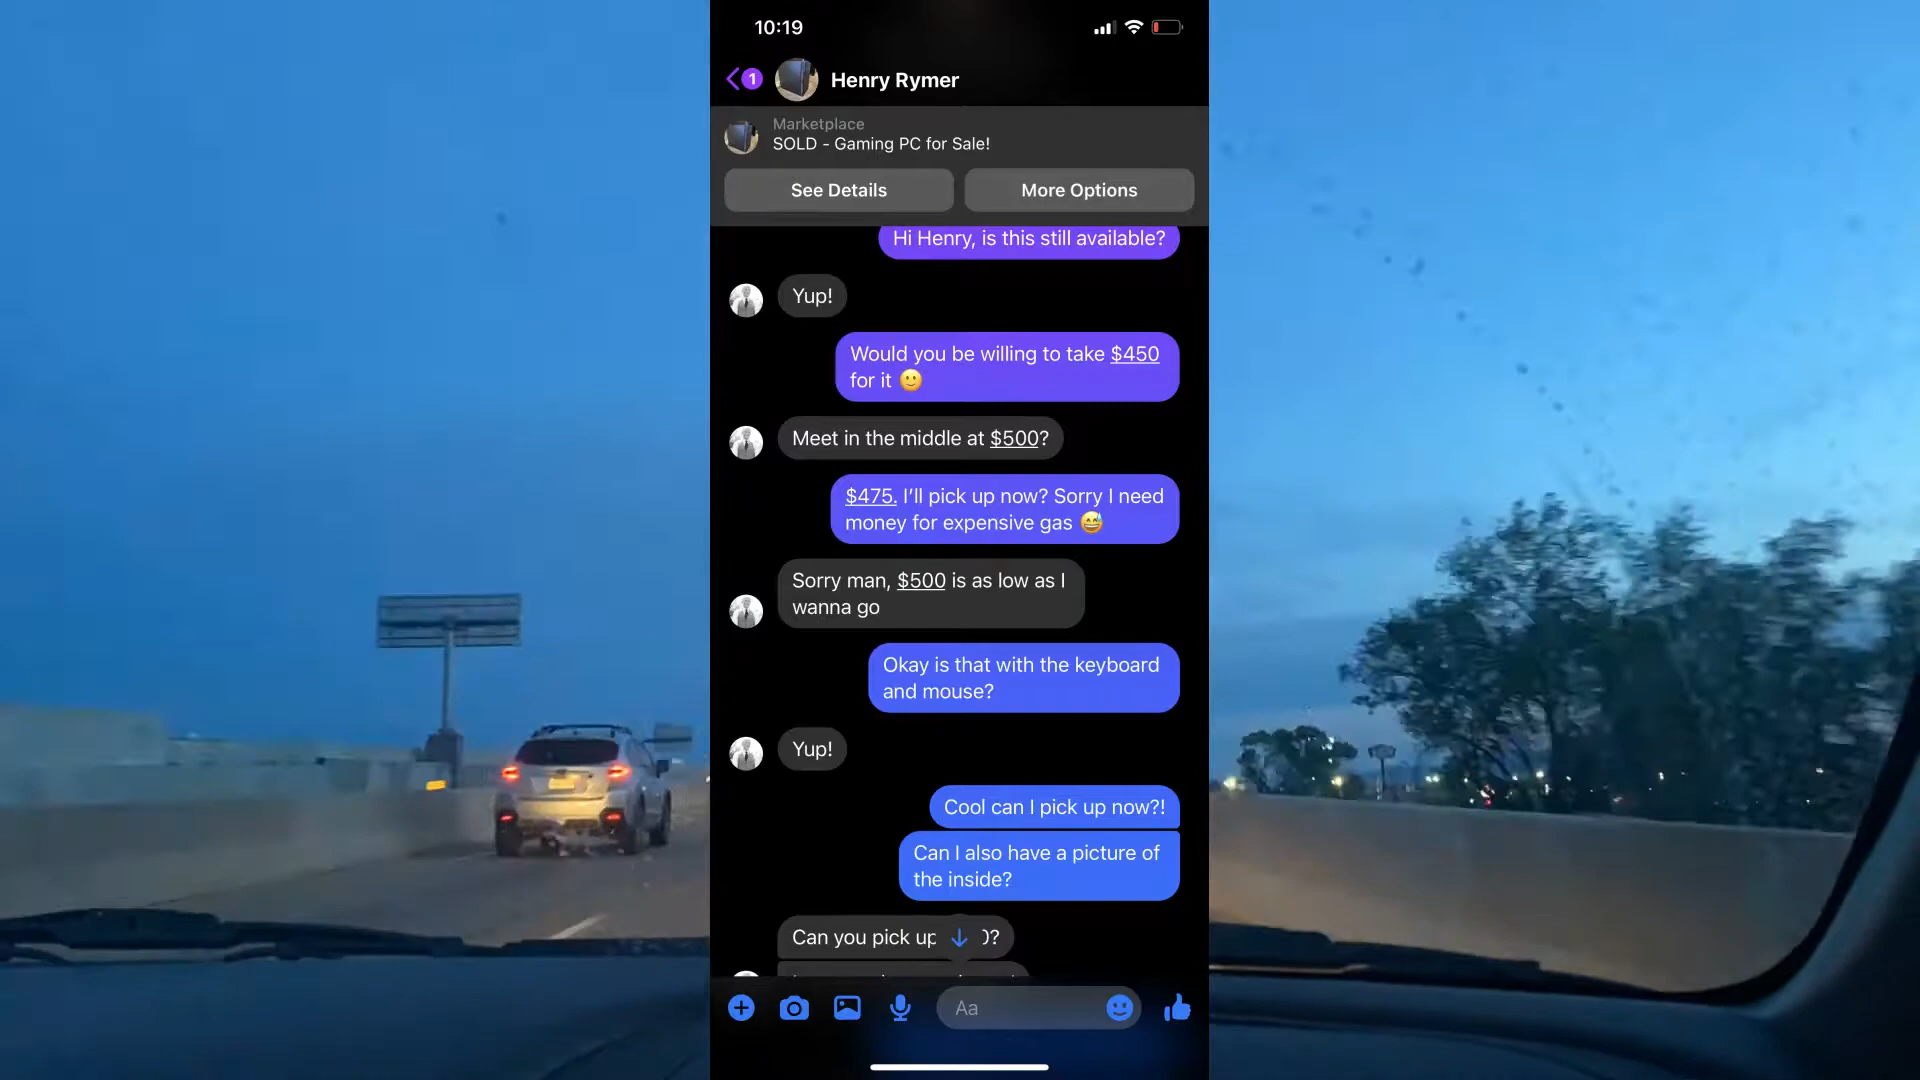 10:19
1
Henry Rymer
Marketplace
SOLD - Gaming PC for Sale!
See Details
More Options
Hi Henry, is this still available?
Yup!
Would you be willing to take $450
for it 🙂
Meet in the middle at $500?
$475. I'll pick up now? Sorry I need
money for expensive gas 😅
Sorry man, $500 is as low as I
wanna go
Okay is that with the keyboard
and mouse?
Yup!
Cool can I pick up now?!
Can I also have a picture of
the inside?
Can you pick up
Aa